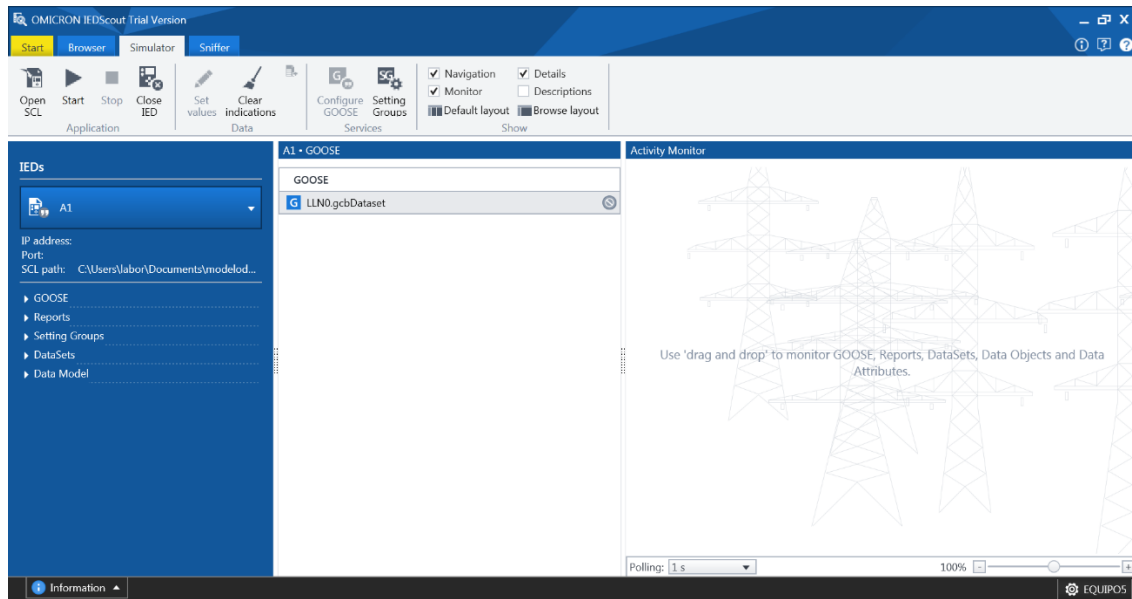 OMICRON IEDScout Trial Version
Start Browser Simulator Sniffer
Open SCL
Start
Stop
Close IED
Application
Set values
Clear indications
Data
Configure GOOSE
Setting Groups
Services
Navigation Details
Monitor Descriptions
Default layout Browse layout
Show
IEDs
A1
IP address:
Port:
SCL path: C:\Users\labor\Documents\modelod...
GOOSE
Reports
Setting Groups
DataSets
Data Model
A1 • GOOSE
GOOSE
G LLN0.gcbDataset
Activity Monitor
Use 'drag and drop' to monitor GOOSE, Reports, DataSets, Data Objects and Data
Attributes.
Polling: 1 s 100%
Information EQUIPO5